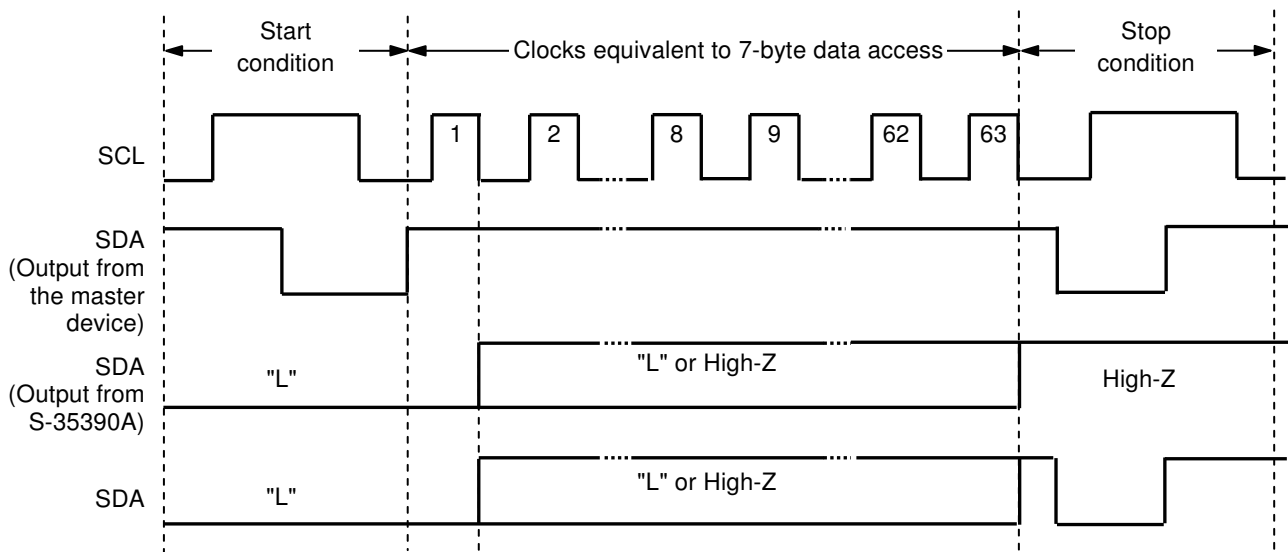 Start
condition
Clocks equivalent to 7-byte data access
Stop
condition
SCL
1
2
8
9
62
63
SDA
(Output from
the master
device)
SDA
(Output from
S-35390A)
"L"
"L" or High-Z
High-Z
SDA
"L"
"L" or High-Z